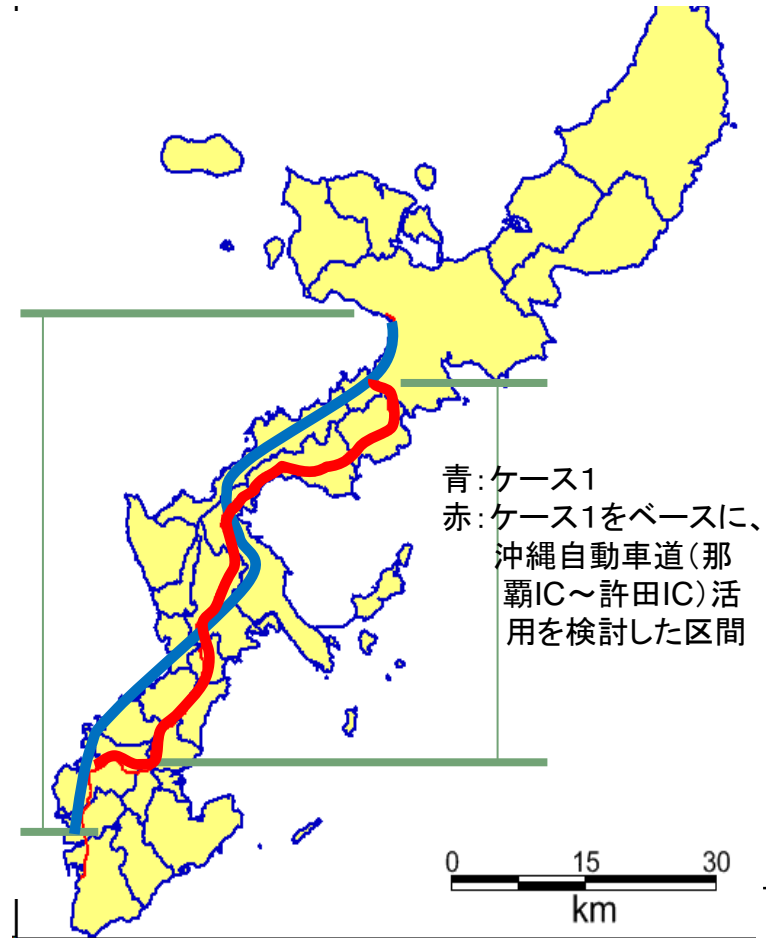 青:ケース1
赤:ケース1をベースに、
沖縄自動車道(那
覇IC~許田IC)活
用を検討した区間
0 15 30
km